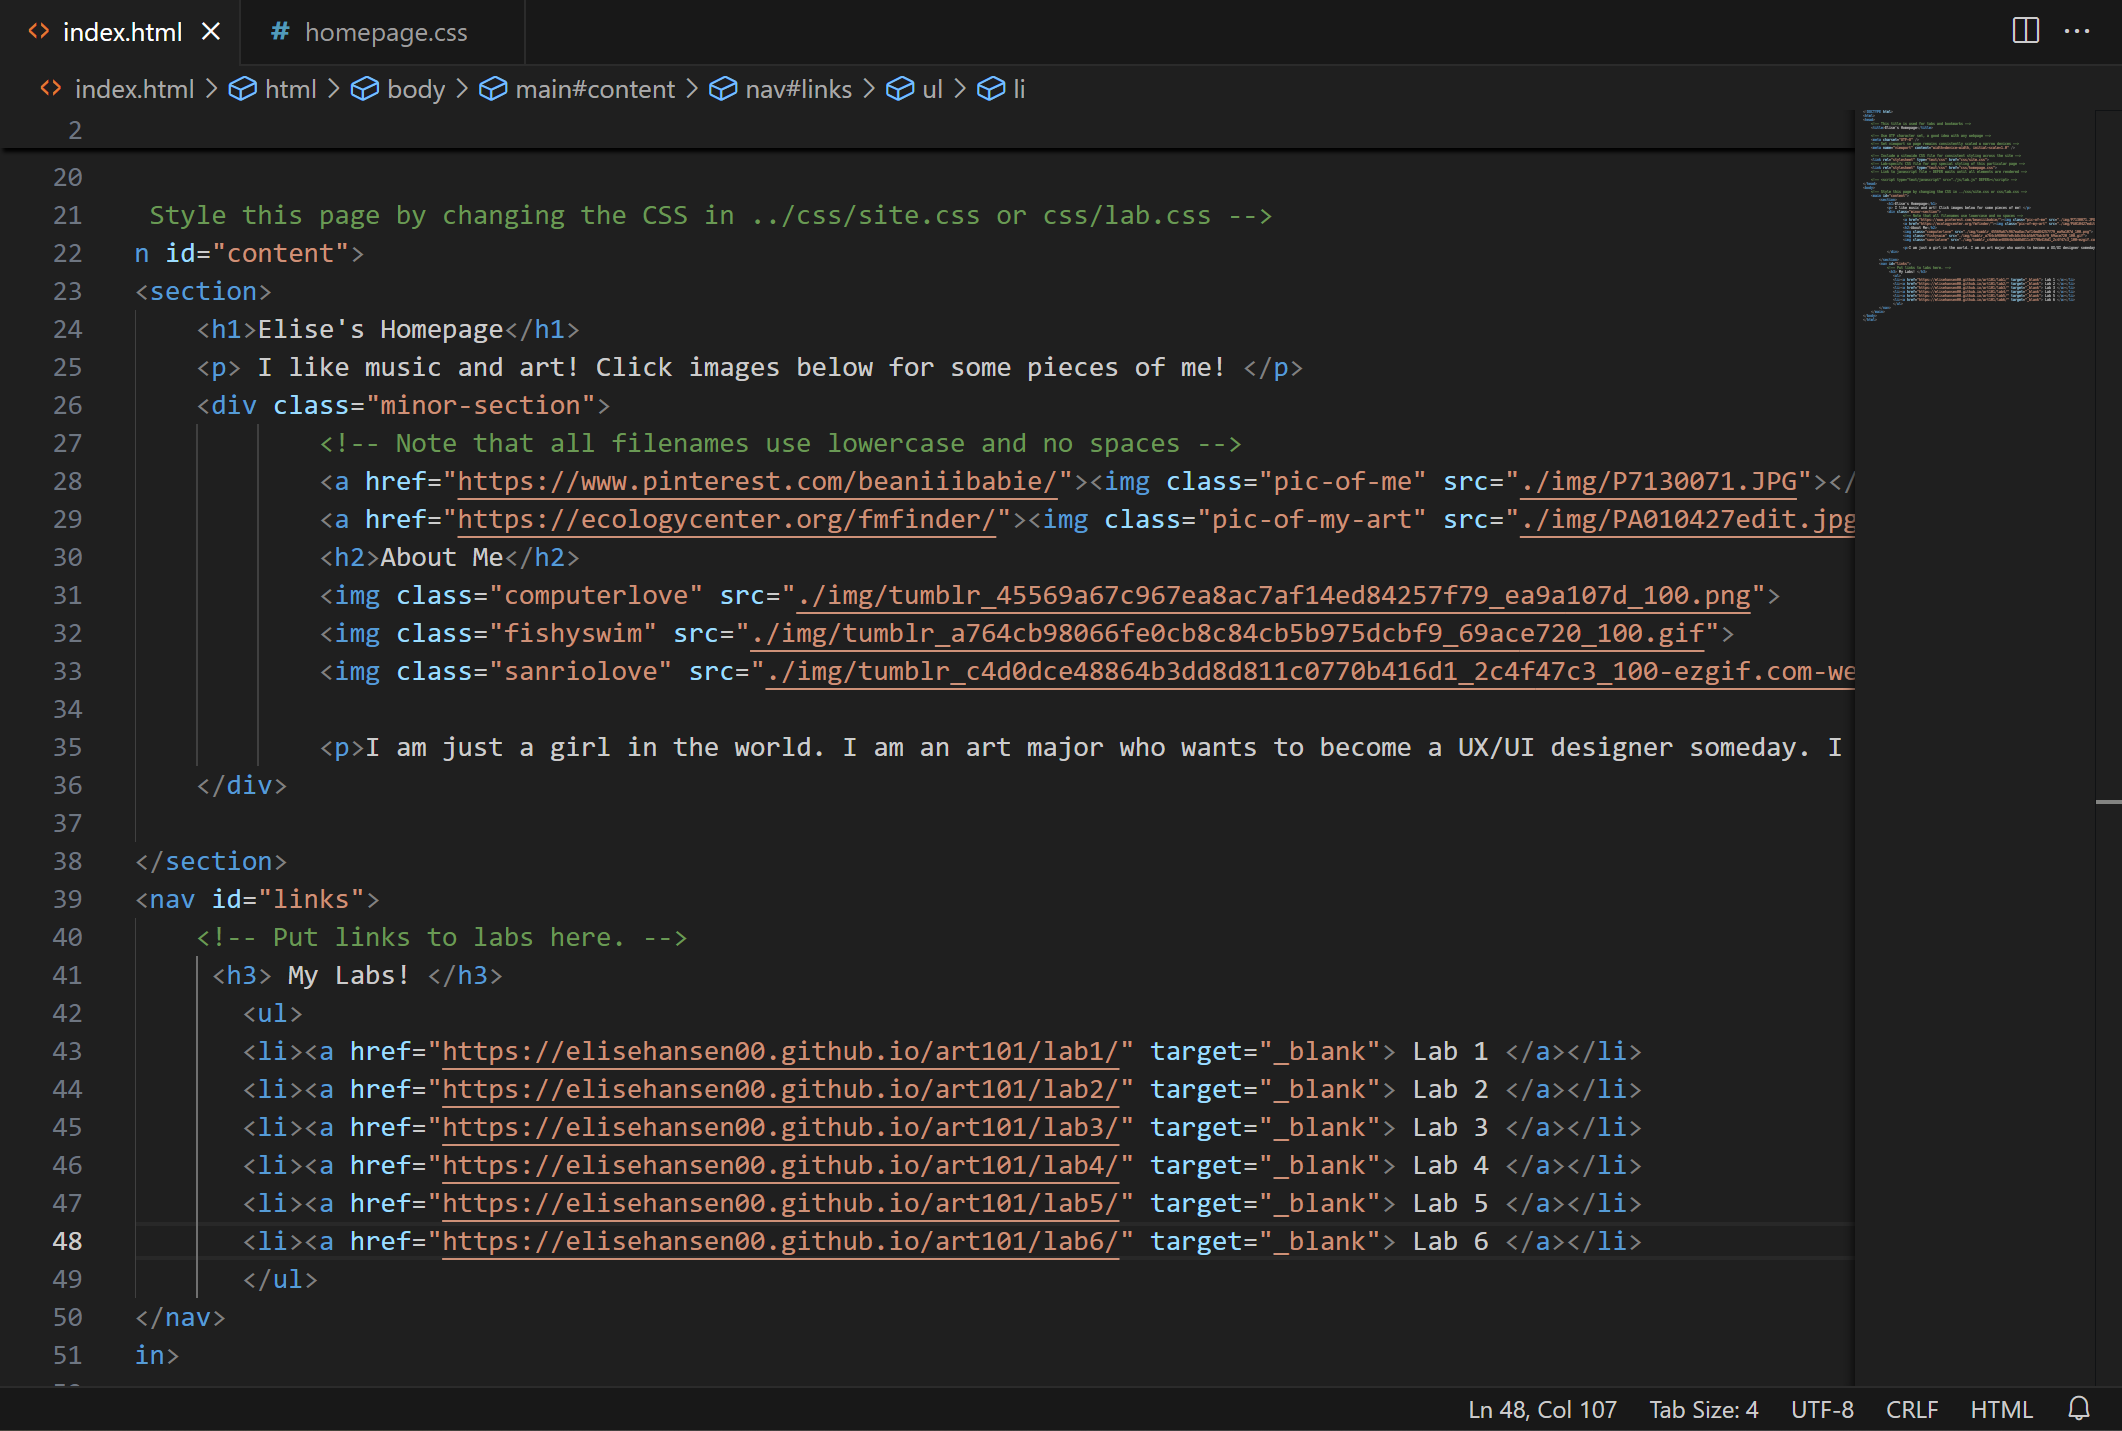 index.html
homepage.css
index.html > html > body > main#content > nav#links > ul > li
2
20
21 Style this page by changing the CSS in ../css/site.css or css/lab.css -->
22 n id="content">
23 <section>
24 <h1>Elise's Homepage</h1>
25 <p> I like music and art! Click images below for some pieces of me! </p>
26 <div class="minor-section">
27 <!-- Note that all filenames use lowercase and no spaces -->
28 <a href="https://www.pinterest.com/beaniiibabie/"><img class="pic-of-me" src="./img/P7130071.JPG"></
29 <a href="https://ecologycenter.org/fmfinder/"><img class="pic-of-my-art" src="./img/PA010427edit.jpg
30 <h2>About Me</h2>
31 <img class="computerlove" src="./img/tumblr_45569a67c967ea8ac7af14ed84257f79_ea9a107d_100.png">
32 <img class="fishyswim" src="./img/tumblr_a764cb98066fe0cb8c84cb5b975dcbf9_69ace720_100.gif">
33 <img class="sanriolove" src="./img/tumblr_c4d0dce48864b3dd8d811c0770b416d1_2c4f47c3_100-ezgif.com-we
34
35 <p>I am just a girl in the world. I am an art major who wants to become a UX/UI designer someday. I
36 </div>
37
38 </section>
39 <nav id="links">
40 <!-- Put links to labs here. -->
41 <h3> My Labs! </h3>
42 <ul>
43 <li><a href="https://elisehansen00.github.io/art101/lab1/" target="_blank"> Lab 1 </a></li>
44 <li><a href="https://elisehansen00.github.io/art101/lab2/" target="_blank"> Lab 2 </a></li>
45 <li><a href="https://elisehansen00.github.io/art101/lab3/" target="_blank"> Lab 3 </a></li>
46 <li><a href="https://elisehansen00.github.io/art101/lab4/" target="_blank"> Lab 4 </a></li>
47 <li><a href="https://elisehansen00.github.io/art101/lab5/" target="_blank"> Lab 5 </a></li>
48 <li><a href="https://elisehansen00.github.io/art101/lab6/" target="_blank"> Lab 6 </a></li>
49 </ul>
50 </nav>
51 in>
Ln 48, Col 107 Tab Size: 4 UTF-8 CRLF HTML